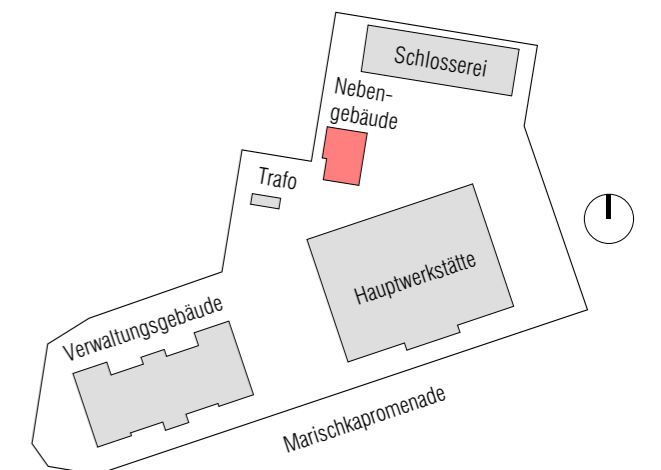 Schlosserei
Neben-
gebäude
Trafo
Hauptwerkstätte
Verwaltungsgebäude
Marischkapromenade